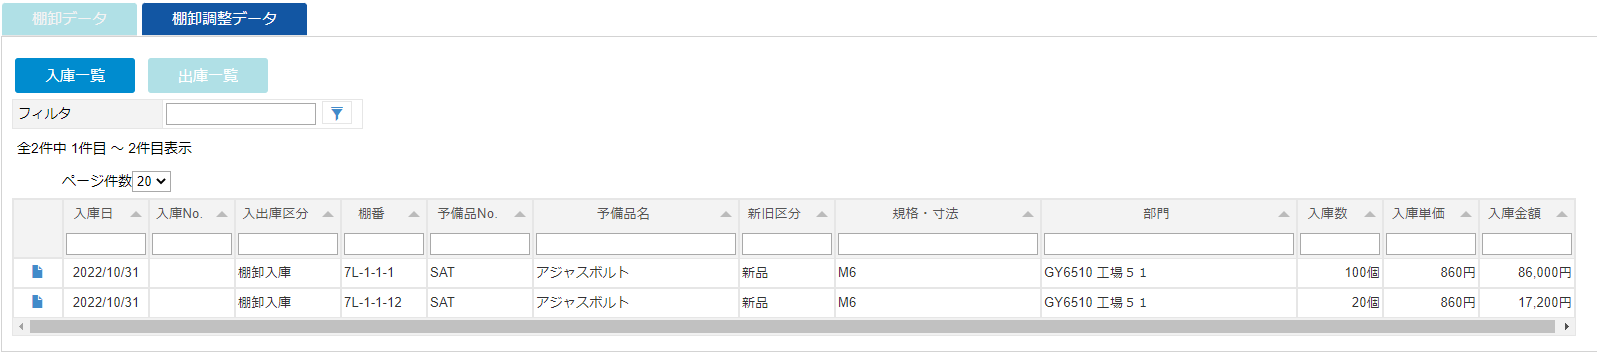 棚卸データ 棚卸調整データ
入庫一覧 出庫一覧
フィルタ
全2件中 1件目 ～ 2件目表示
ページ件数 20
入庫日 入庫No. 入出庫区分 棚番 予備品No. 予備品名 新旧区分 規格・寸法 部門 入庫数 入庫単価 入庫金額
2022/10/31 棚卸入庫 7L-1-1-1 SAT アジャスボルト 新品 M6 GY6510 工場５１ 100個 860円 86,000円
2022/10/31 棚卸入庫 7L-1-1-12 SAT アジャスボルト 新品 M6 GY6510 工場５１ 20個 860円 17,200円